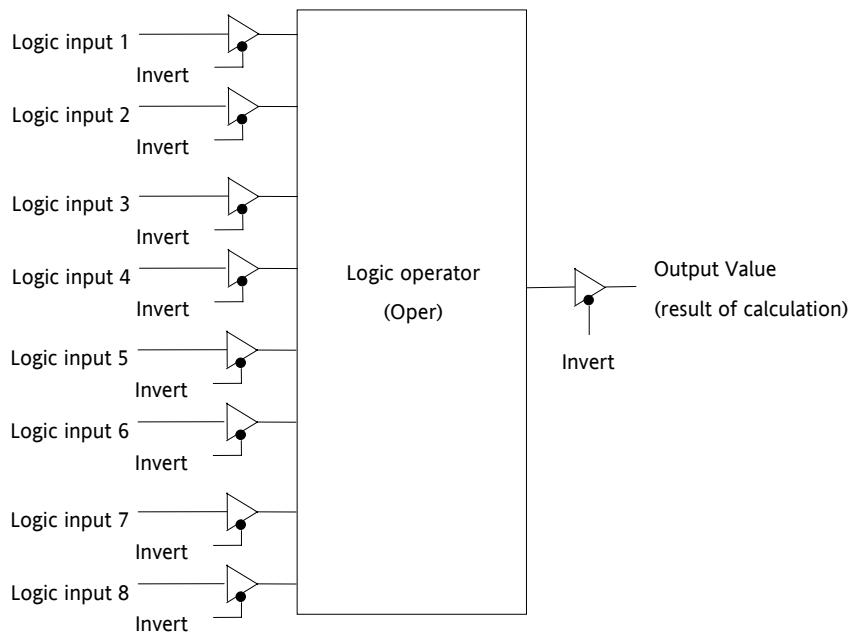 Logic input 1
Invert
Logic input 2
Invert
Logic input 3
Invert
Logic input 4
Invert
Logic input 5
Invert
Logic input 6
Invert
Logic input 7
Invert
Logic input 8
Invert
Logic operator
(Oper)
Output Value
(result of calculation)
Invert